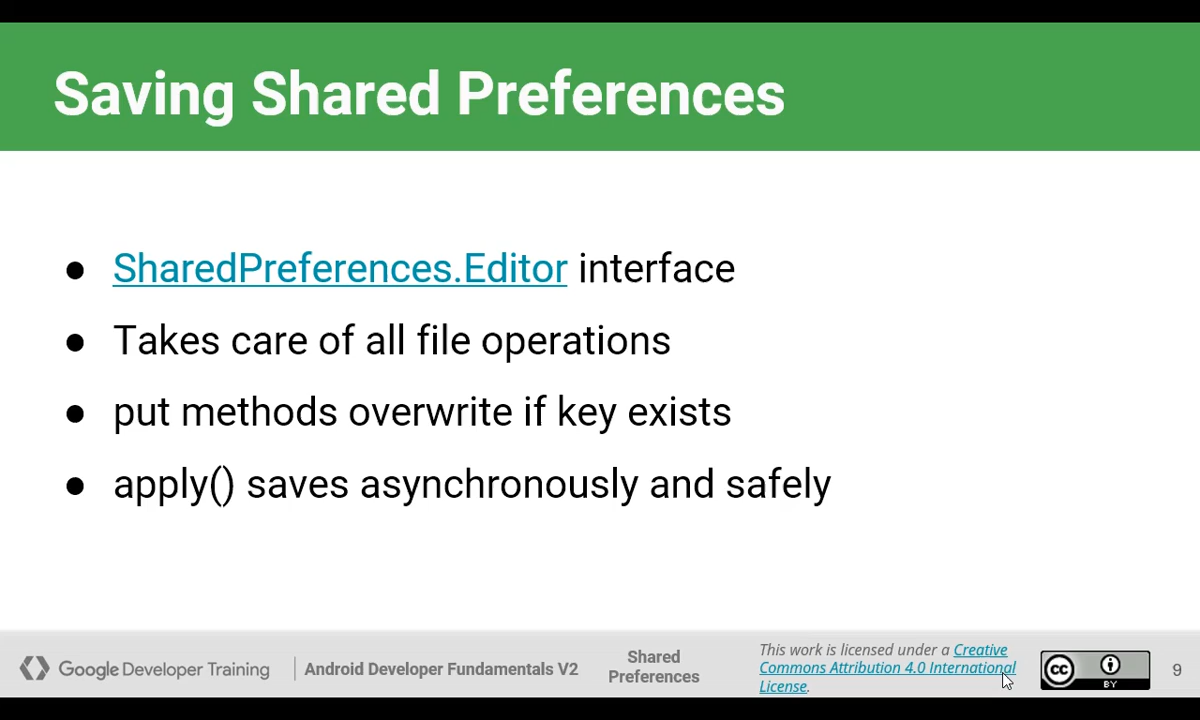 Saving Shared Preferences
● SharedPreferences.Editor interface
● Takes care of all file operations
● put methods overwrite if key exists
● apply() saves asynchronously and safely
Google Developer Training
Android Developer Fundamentals V2
Shared
Preferences
This work is licensed under a Creative
Commons Attribution 4.0 International
License.
cc
BY
9